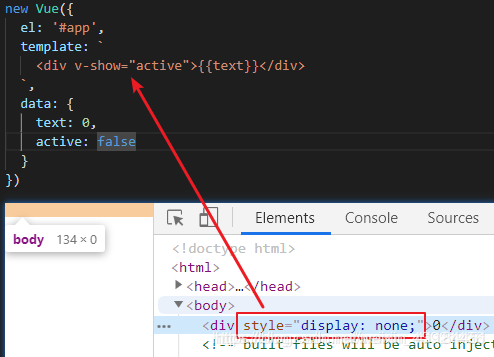 new Vue({
el: '#app',
template: `
<div v-show="active">{{text}}</div>
`,
data: {
text: 0,
active: false
}
})
body 134 × 0
Elements Console Sources
<!doctype html>
<html>
<head>…</head>
<body>
<div style="display: none;">0</div>
<!-- built files will be auto inject